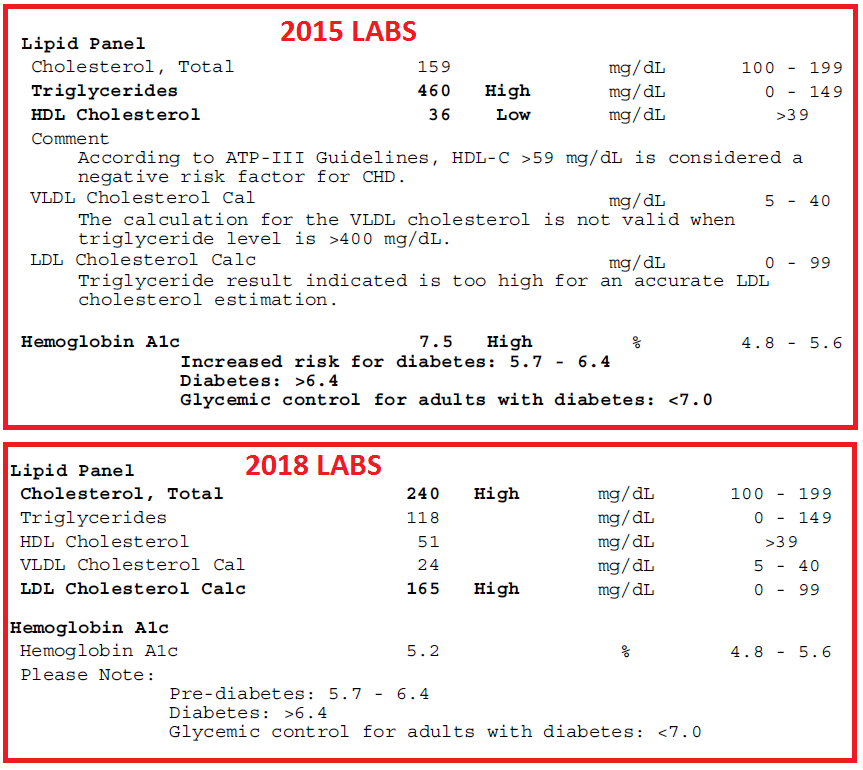 2015 LABS
Lipid Panel
Cholesterol, Total 159 mg/dL 100 - 199
Triglycerides 460 High mg/dL 0 - 149
HDL Cholesterol 36 Low mg/dL >39
Comment
According to ATP-III Guidelines, HDL-C >59 mg/dL is considered a
negative risk factor for CHD.
VLDL Cholesterol Cal mg/dL 5 - 40
The calculation for the VLDL cholesterol is not valid when
triglyceride level is >400 mg/dL.
LDL Cholesterol Calc mg/dL 0 - 99
Triglyceride result indicated is too high for an accurate LDL
cholesterol estimation.
Hemoglobin A1c 7.5 High % 4.8 - 5.6
Increased risk for diabetes: 5.7 - 6.4
Diabetes: >6.4
Glycemic control for adults with diabetes: <7.0
2018 LABS
Lipid Panel
Cholesterol, Total 240 High mg/dL 100 - 199
Triglycerides 118 mg/dL 0 - 149
HDL Cholesterol 51 mg/dL >39
VLDL Cholesterol Cal 24 mg/dL 5 - 40
LDL Cholesterol Calc 165 High mg/dL 0 - 99
Hemoglobin A1c
Hemoglobin A1c 5.2 % 4.8 - 5.6
Please Note:
Pre-diabetes: 5.7 - 6.4
Diabetes: >6.4
Glycemic control for adults with diabetes: <7.0